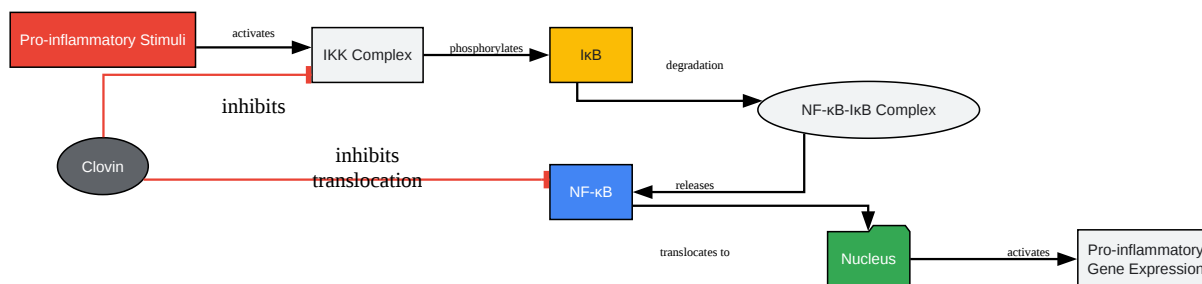 Pro-inflammatory Stimuli
activates
IKK Complex
phosphorylates
IκB
degradation
NF-κB-IκB Complex
inhibits
Clovin
inhibits
translocation
NF-κB
releases
translocates to
Nucleus
activates
Pro-inflammatory
Gene Expression